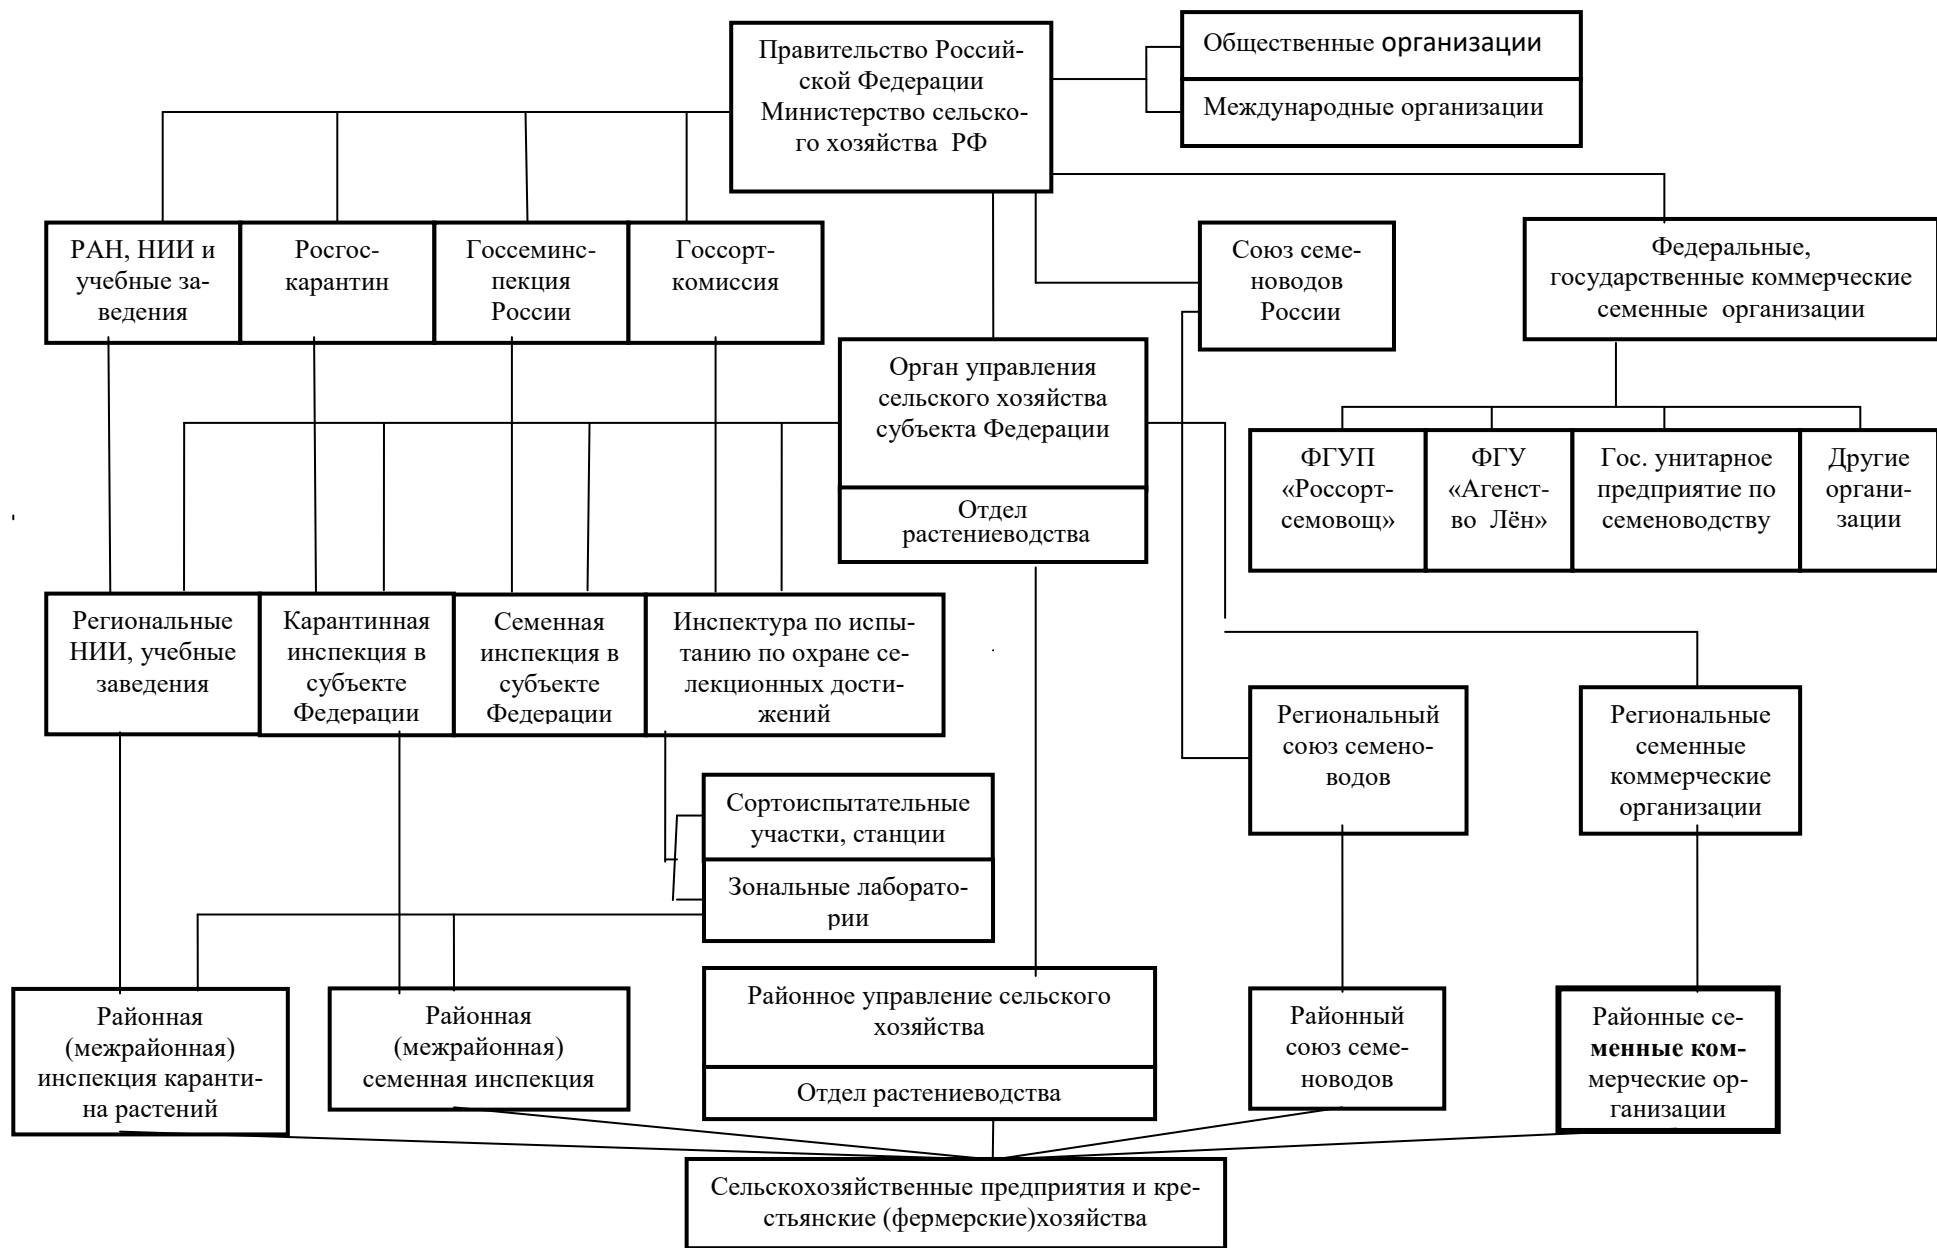 Правительство Россий-
ской Федерации
Министерство сельско-
го хозяйства РФ
Общественные организации
Международные организации
РАН, НИИ и
учебные за-
ведения
Росгос-
карантин
Госсеминс-
пекция
России
Госсорт-
комиссия
Союз семе-
новодов
России
Федеральные,
государственные коммерческие
семенные организации
Орган управления
сельского хозяйства
субъекта Федерации
Отдел
растениеводства
ФГУП
«Россорт-
семовощ»
ФГУ
«Агенст-
во Лён»
Гос. унитарное
предприятие по
семеноводству
Другие
органи-
зации
Региональные
НИИ, учебные
заведения
Карантинная
инспекция в
субъекте
Федерации
Семенная
инспекция в
субъекте
Федерации
Инспектура по испы-
танию по охране се-
лекционных дости-
жений
Региональный
союз семено-
водов
Региональные
семенные
коммерческие
организации
Сортоиспытательные
участки, станции
Зональные лаборато-
рии
Районная
(межрайонная)
инспекция каранти-
на растений
Районная
(межрайонная)
семенная инспекция
Районное управление сельского
хозяйства
Отдел растениеводства
Районный
союз семе-
новодов
Районные се-
менные ком-
мерческие ор-
ганизации
Сельскохозяйственные предприятия и кре-
стьянские (фермерские)хозяйства